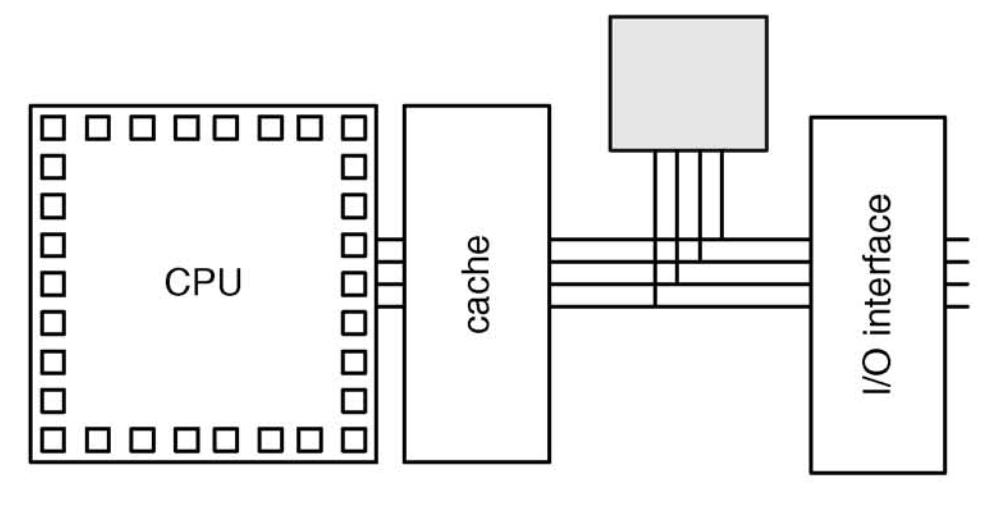 CPU
cache
I/O interface